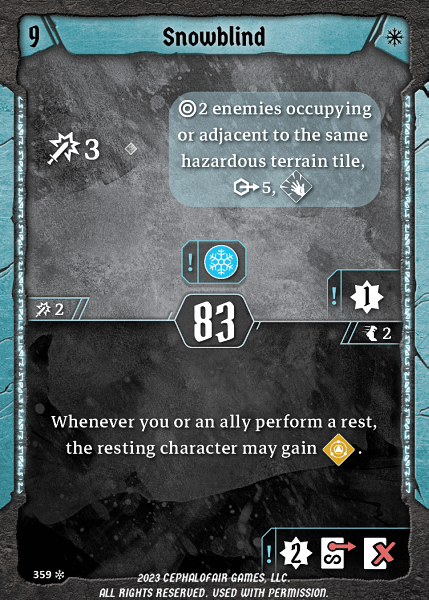 9
Snowblind
2 enemies occupying
or adjacent to the same
hazardous terrain tile,
5,
3
!
! 1
2
83
2
Whenever you or an ally perform a rest,
the resting character may gain .
! 2
359
2023 CEPHALOFAIR GAMES, LLC.
ALL RIGHTS RESERVED. USED WITH PERMISSION.